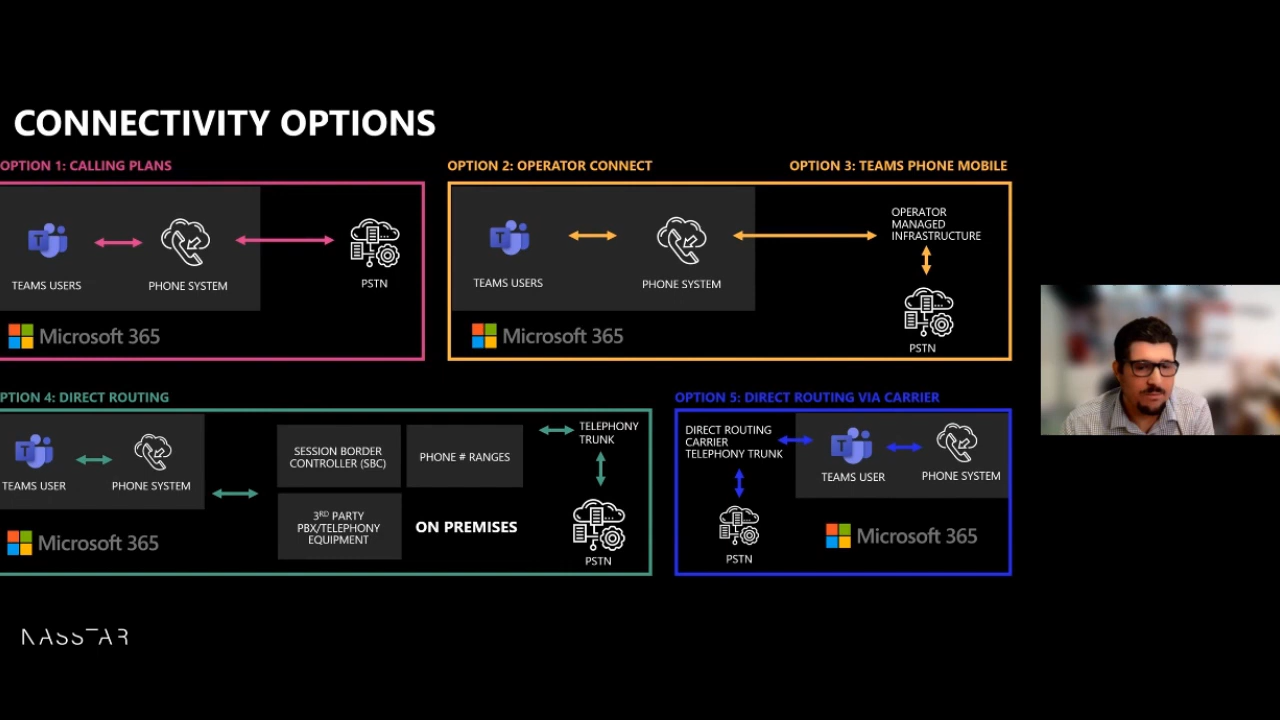 CONNECTIVITY OPTIONS
OPTION 1: CALLING PLANS
TEAMS USERS
PHONE SYSTEM
PSTN
Microsoft 365
OPTION 2: OPERATOR CONNECT
OPTION 3: TEAMS PHONE MOBILE
TEAMS USERS
PHONE SYSTEM
OPERATOR
MANAGED
INFRASTRUCTURE
PSTN
Microsoft 365
PTION 4: DIRECT ROUTING
TEAMS USER
PHONE SYSTEM
Microsoft 365
SESSION BORDER
CONTROLLER (SBC)
PHONE # RANGES
3RD PARTY
PBX/TELEPHONY
EQUIPMENT
ON PREMISES
TELEPHONY
TRUNK
PSTN
OPTION 5: DIRECT ROUTING VIA CARRIER
DIRECT ROUTING
CARRIER
TELEPHONY TRUNK
PSTN
TEAMS USER
PHONE SYSTEM
Microsoft 365
NASSTAR